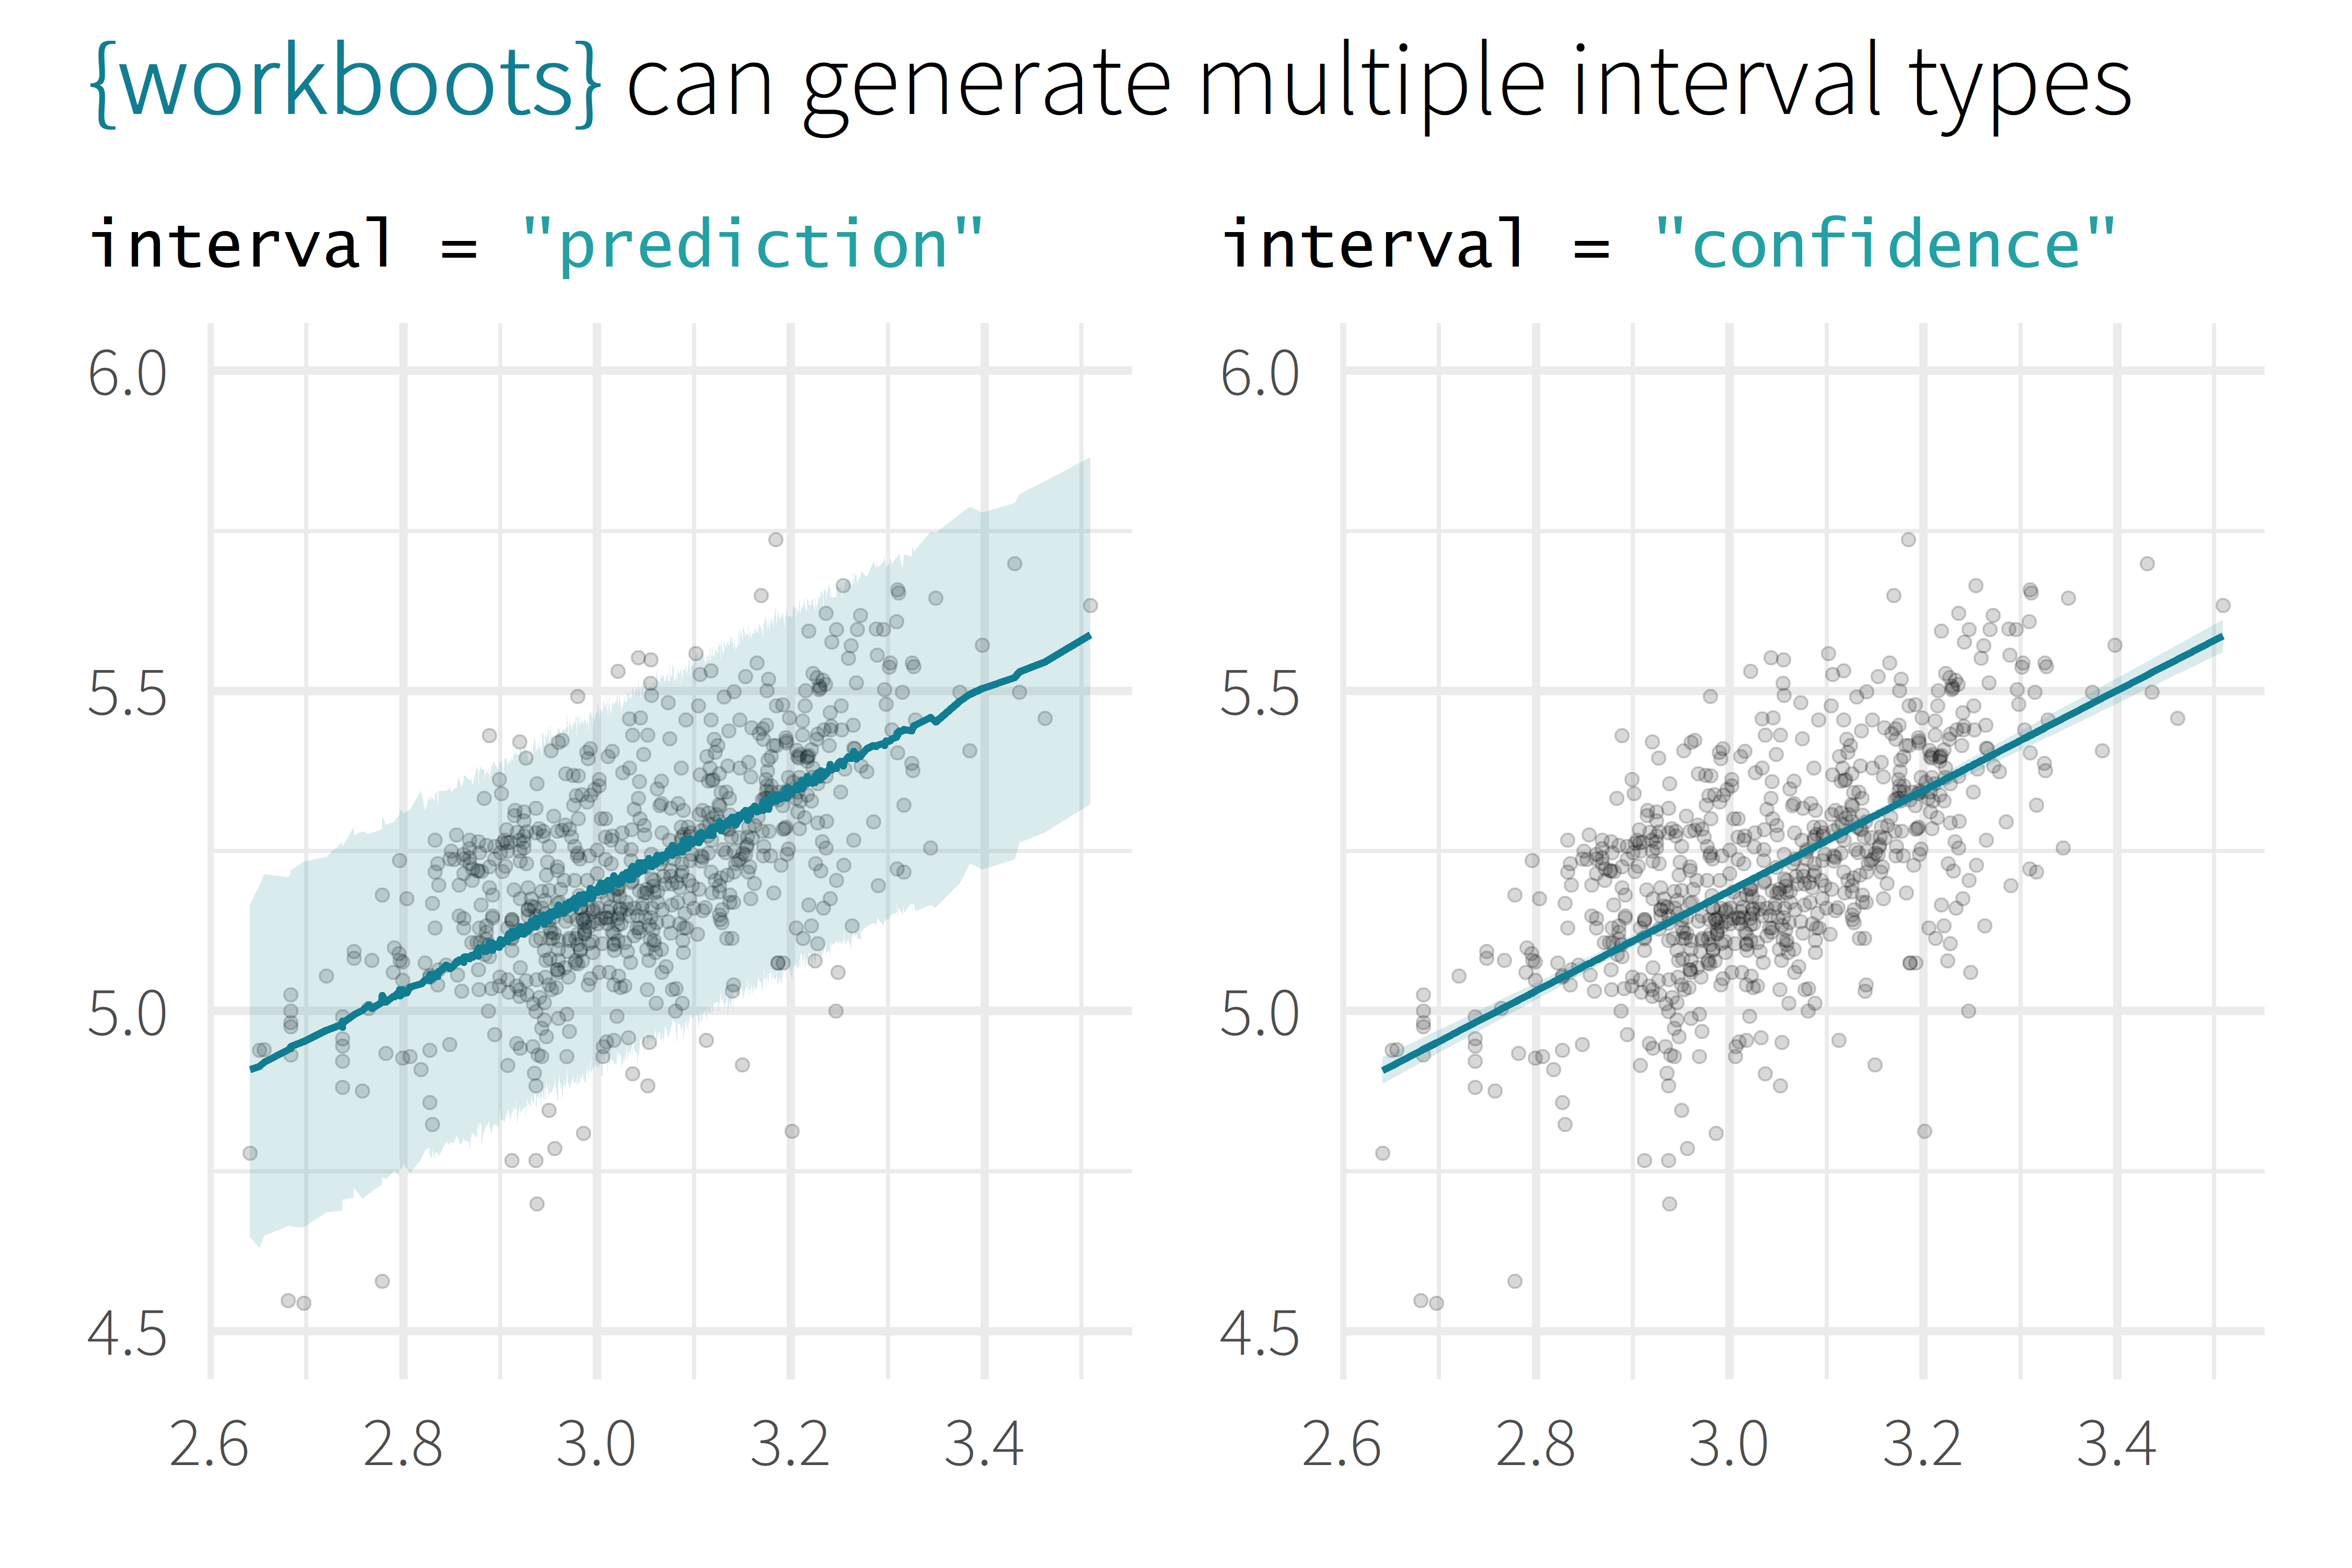 {workboots} can generate multiple interval types
interval = "prediction"
interval = "confidence"
6.0
5.5
5.0
4.5
2.6 2.8 3.0 3.2 3.4
6.0
5.5
5.0
4.5
2.6 2.8 3.0 3.2 3.4